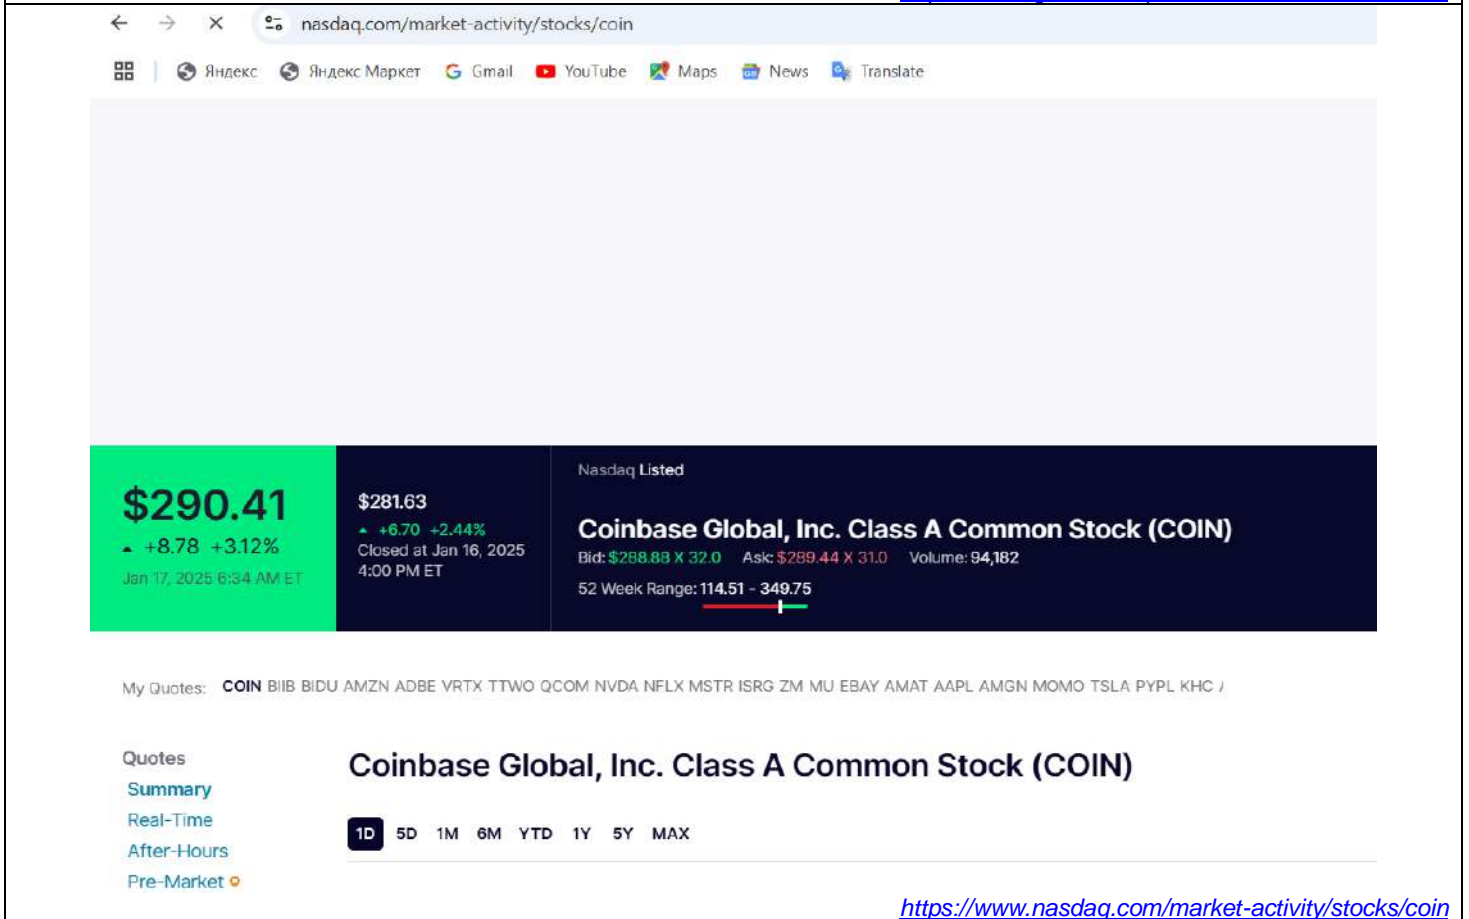 nasdaq.com/market-activity/stocks/coin
Яндекс Яндекс Маркет Gmail YouTube Maps News Translate
$290.41
+8.78 +3.12%
Jan 17, 2025 6:34 AM ET
$281.63
+6.70 +2.44%
Closed at Jan 16, 2025
4:00 PM ET
Nasdaq Listed
Coinbase Global, Inc. Class A Common Stock (COIN)
Bid: $288.88 X 32.0 Ask: $289.44 X 31.0 Volume: 94,182
52 Week Range: 114.51 - 349.75
My Quotes: COIN BIIB BIDU AMZN ADBE VRTX TTWO QCOM NVDA NFLX MSTR ISRG ZM MU EBAY AMAT AAPL AMGN MOMO TSLA PYPL KHC
Quotes
Summary
Real-Time
After-Hours
Pre-Market
Coinbase Global, Inc. Class A Common Stock (COIN)
1D 5D 1M 6M YTD 1Y 5Y MAX
https://www.nasdaq.com/market-activity/stocks/coin